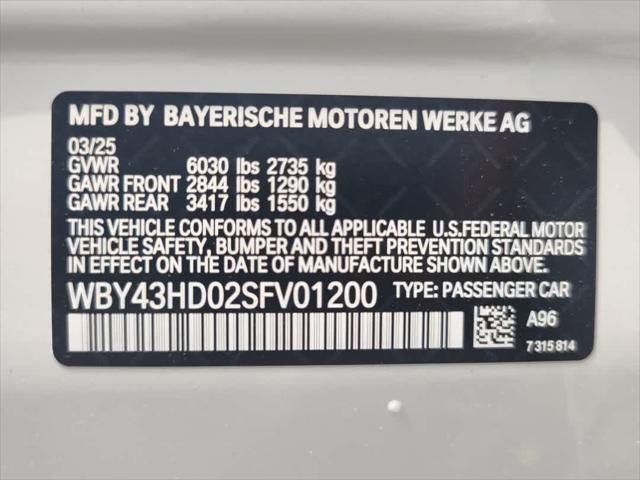 MFD BY BAYERISCHE MOTOREN WERKE AG
03/25
GVWR 6030 lbs 2735 kg
GAWR FRONT 2844 lbs 1290 kg
GAWR REAR 3417 lbs 1550 kg
THIS VEHICLE CONFORMS TO ALL APPLICABLE U.S.FEDERAL MOTOR
VEHICLE SAFETY, BUMPER AND THEFT PREVENTION STANDARDS
IN EFFECT ON THE DATE OF MANUFACTURE SHOWN ABOVE.
WBY43HD02SFV01200 TYPE: PASSENGER CAR
A96
7 315 814